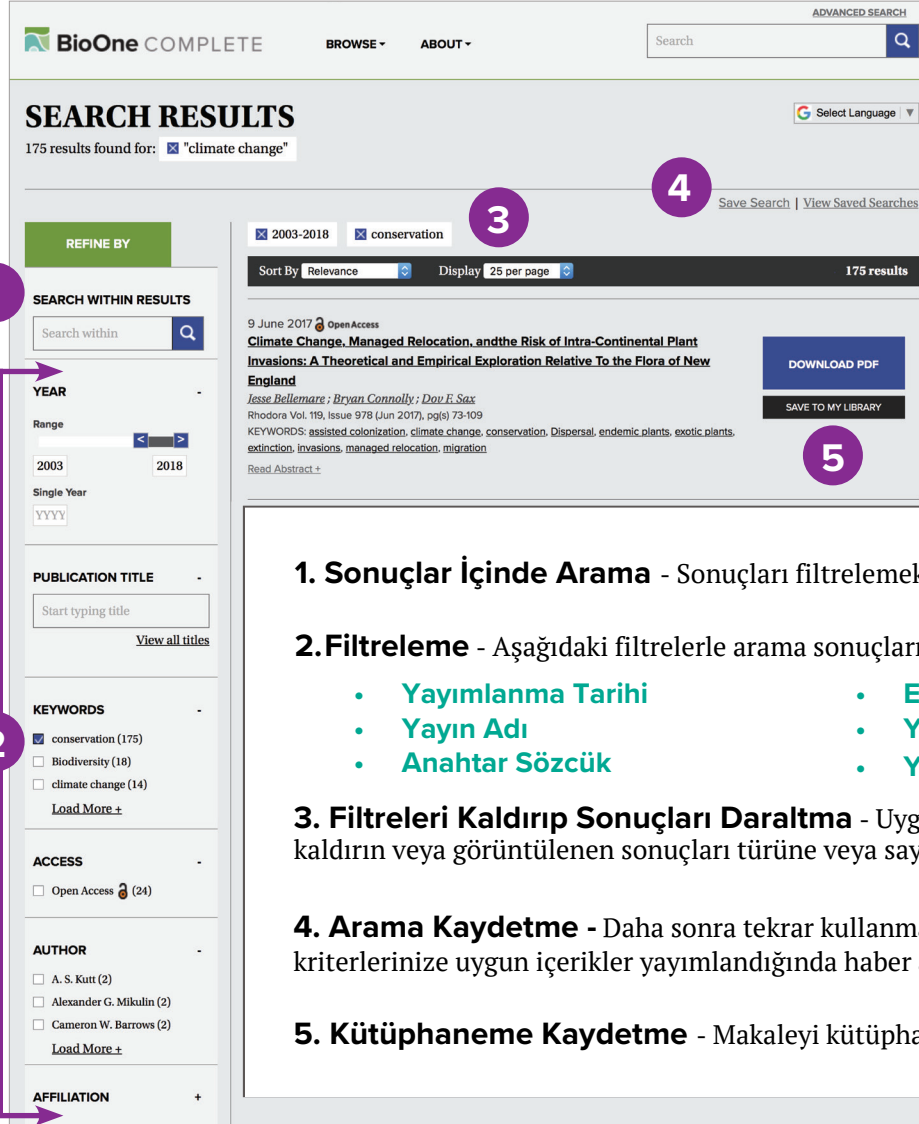 ADVANCED SEARCH
BioOne COMPLETE
BROWSE
ABOUT
Search
SEARCH RESULTS
Select Language
175 results found for: "climate change"
4
Save Search | View Saved Searches
3
REFINE BY
2003-2018 conservation
Sort By Relevance Display 25 per page 175 results
SEARCH WITHIN RESULTS
Search within
YEAR -
Range
< >
2003 2018
Single Year
YYYY
9 June 2017 Open Access
Climate Change, Managed Relocation, andthe Risk of Intra-Continental Plant
Invasions: A Theoretical and Empirical Exploration Relative To the Flora of New
England
Jesse Bellemare ; Bryan Connolly ; Dov F. Sax
Rhodora Vol. 119, Issue 978 (Jun 2017), pg(s) 73-109
KEYWORDS: assisted colonization, climate change, conservation, Dispersal, endemic plants, exotic plants,
extinction, invasions, managed relocation, migration
Read Abstract +
DOWNLOAD PDF
SAVE TO MY LIBRARY
5
PUBLICATION TITLE -
Start typing title
View all titles
KEYWORDS -
2
conservation (175)
Biodiversity (18)
climate change (14)
Load More +
ACCESS -
Open Access (24)
AUTHOR -
A. S. Kutt (2)
Alexander G. Mikulin (2)
Cameron W. Barrows (2)
Load More +
AFFILIATION +
1. Sonuçlar İçinde Arama - Sonuçları filtrelemek
2.Filtreleme - Aşağıdaki filtrelerle arama sonuçları
• Yayımlanma Tarihi • E
• Yayın Adı • Y
• Anahtar Sözcük • Y
3. Filtreleri Kaldırıp Sonuçları Daraltma - Uyg
kaldırın veya görüntülenen sonuçları türüne veya say
4. Arama Kaydetme - Daha sonra tekrar kullanma
kriterlerinize uygun içerikler yayımlandığında haber
5. Kütüphaneme Kaydetme - Makaleyi kütüpha